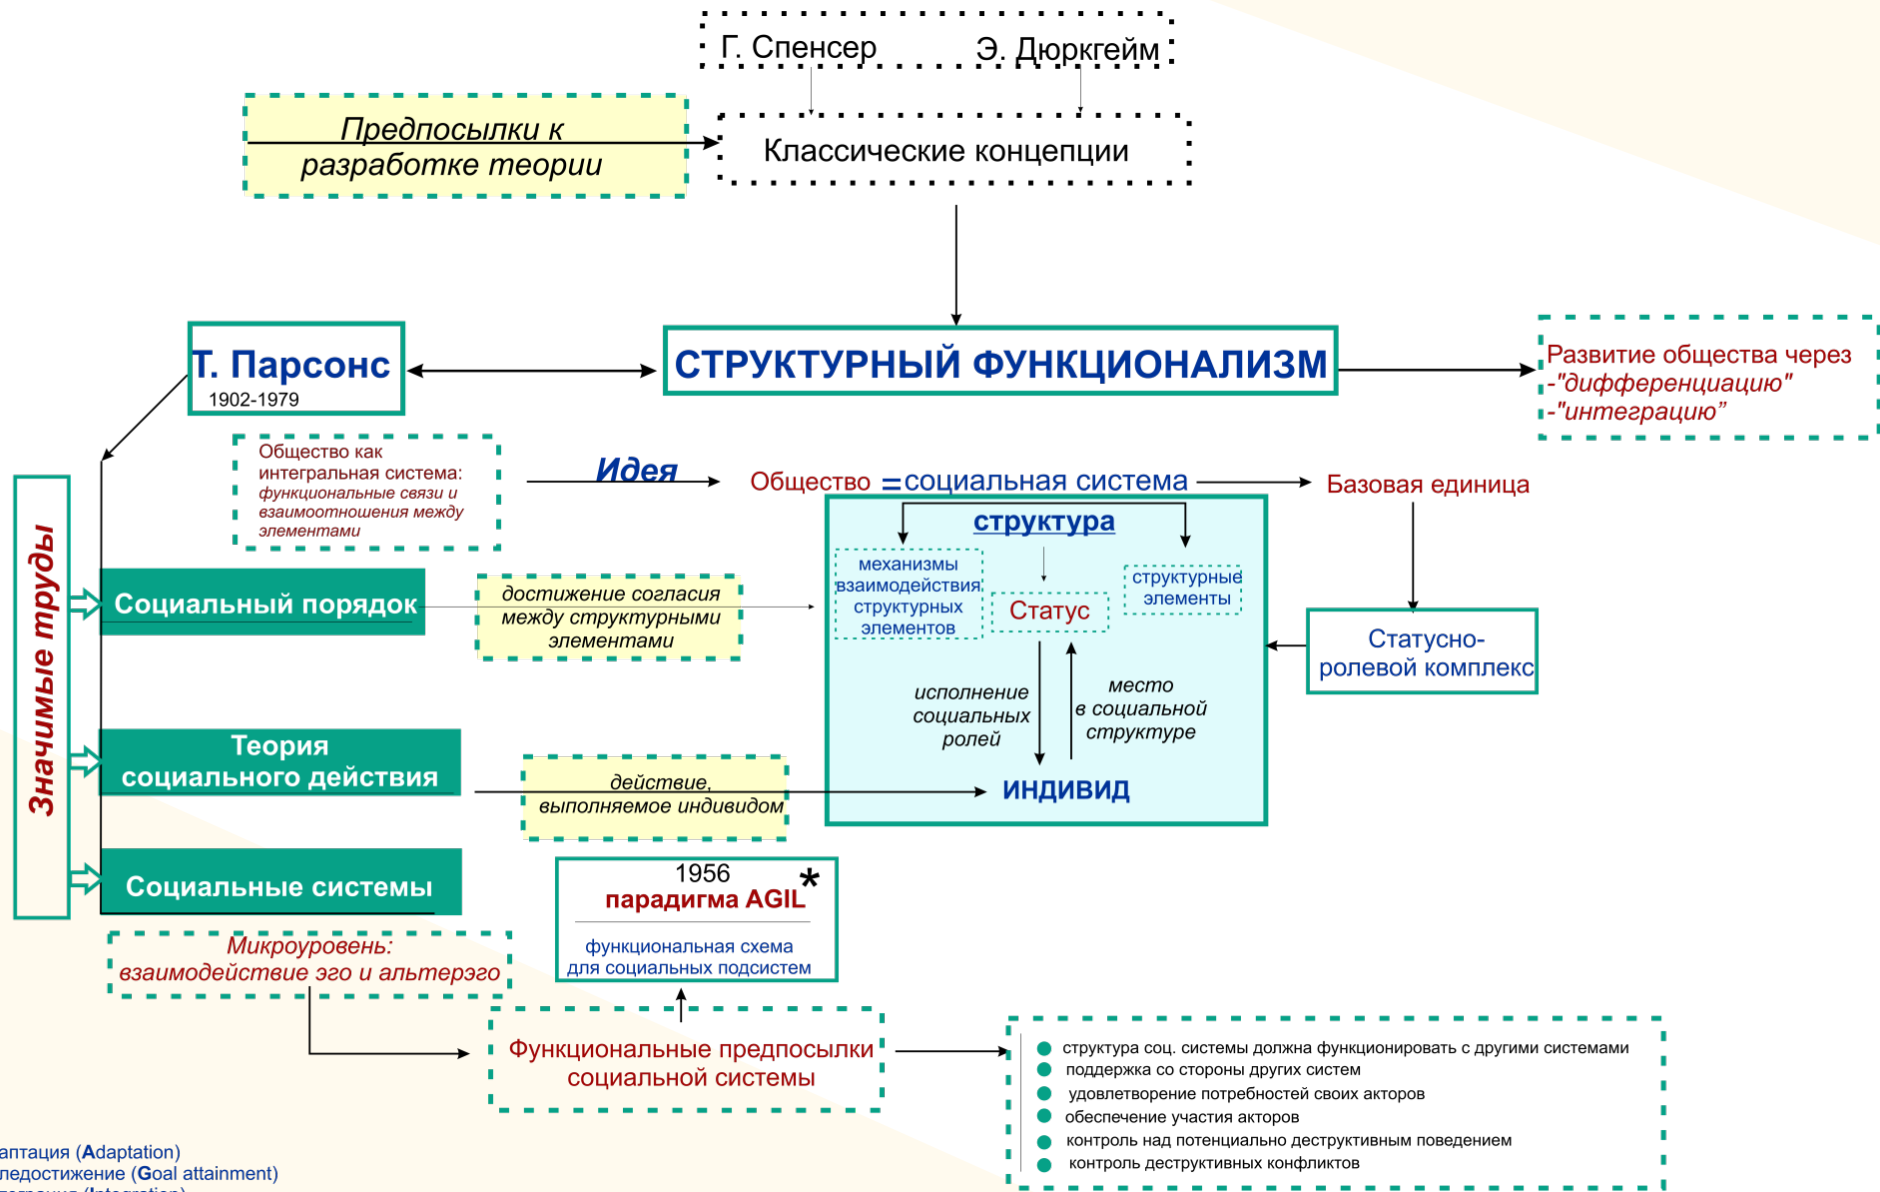 Г. Спенсер
Э. Дюркгейм
Предпосылки к
разработке теории
Классические концепции
Т. Парсонс
1902-1979
СТРУКТУРНЫЙ ФУНКЦИОНАЛИЗМ
Развитие общества через
-"дифференциацию"
-"интеграцию”
Общество как
интегральная система:
функциональные связи и
взаимоотношения между
элементами
Идея
Общество = социальная система
Базовая единица
структура
механизмы
взаимодействия
структурных
элементов
Статус
структурные
элементы
Статусно-
ролевой комплекс
исполнение
социальных
ролей
место
в социальной
структуре
ИНДИВИД
Значимые труды
Социальный порядок
достижение согласия
между структурными
элементами
Теория
социального действия
действие,
выполняемое индивидом
Социальные системы
1956
парадигма AGIL*
функциональная схема
для социальных подсистем
Микроуровень:
взаимодействие эго и альтерэго
Функциональные предпосылки
социальной системы
структура соц. системы должна функционировать с другими системами
поддержка со стороны других систем
удовлетворение потребностей своих акторов
обеспечение участия акторов
контроль над потенциально деструктивным поведением
контроль деструктивных конфликтов
аптация (Adaptation)
ледостижение (Goal attainment)